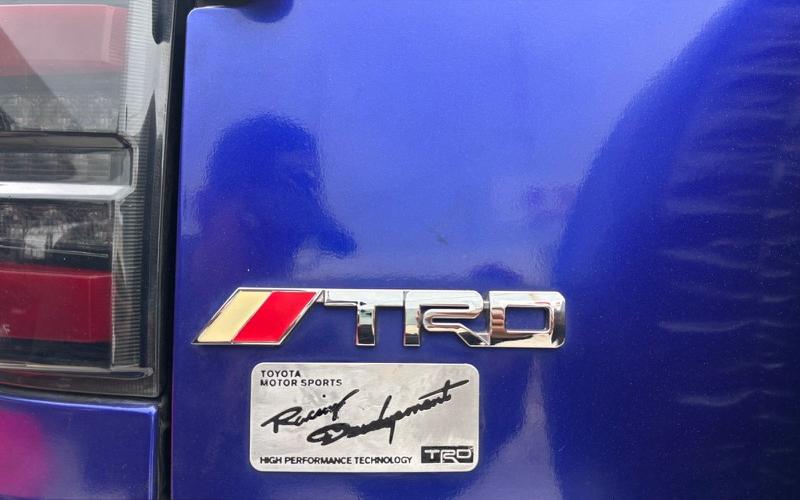 TRD
TOYOTA
MOTOR SPORTS
Racing
Development
HIGH PERFORMANCE TECHNOLOGY TRD